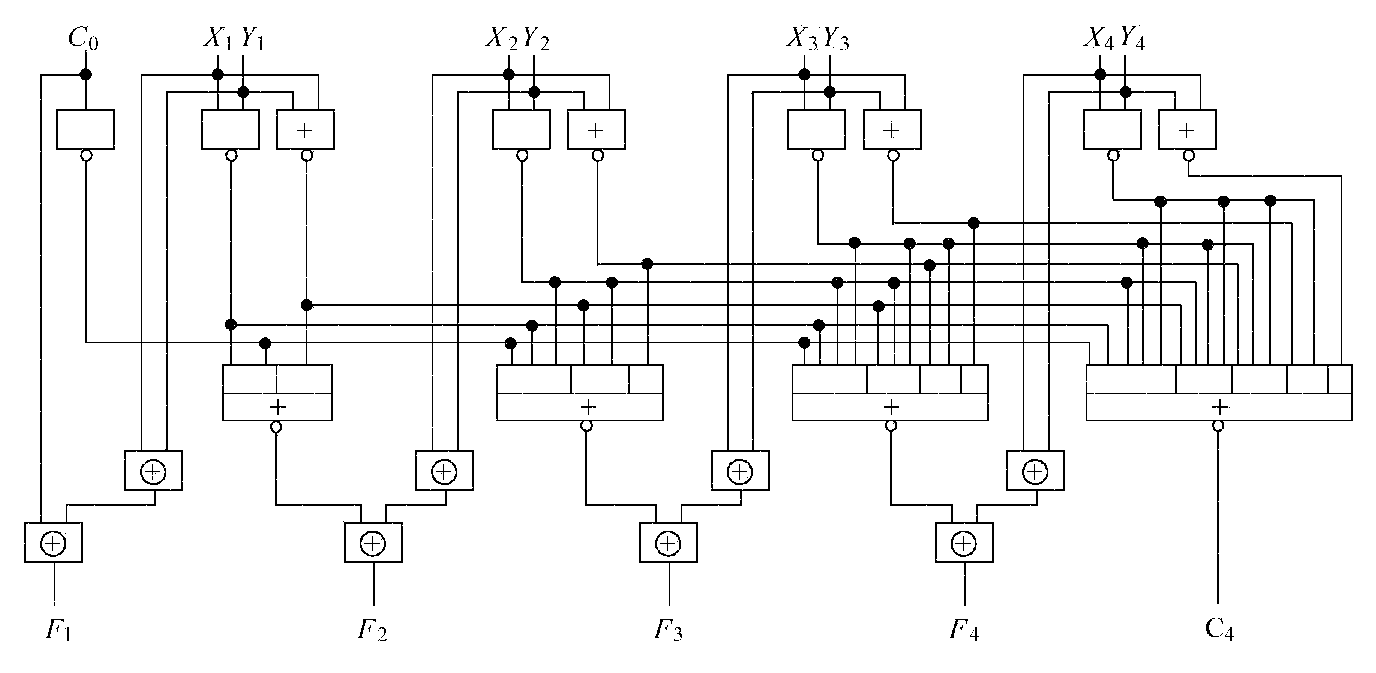 C₀ X₁ Y₁ X₂ Y₂ X₃ Y₃ X₄ Y₄
+ + + +
+ + + +
⊕ ⊕ ⊕ ⊕
⊕ ⊕ ⊕ ⊕
F₁ F₂ F₃ F₄ C₄